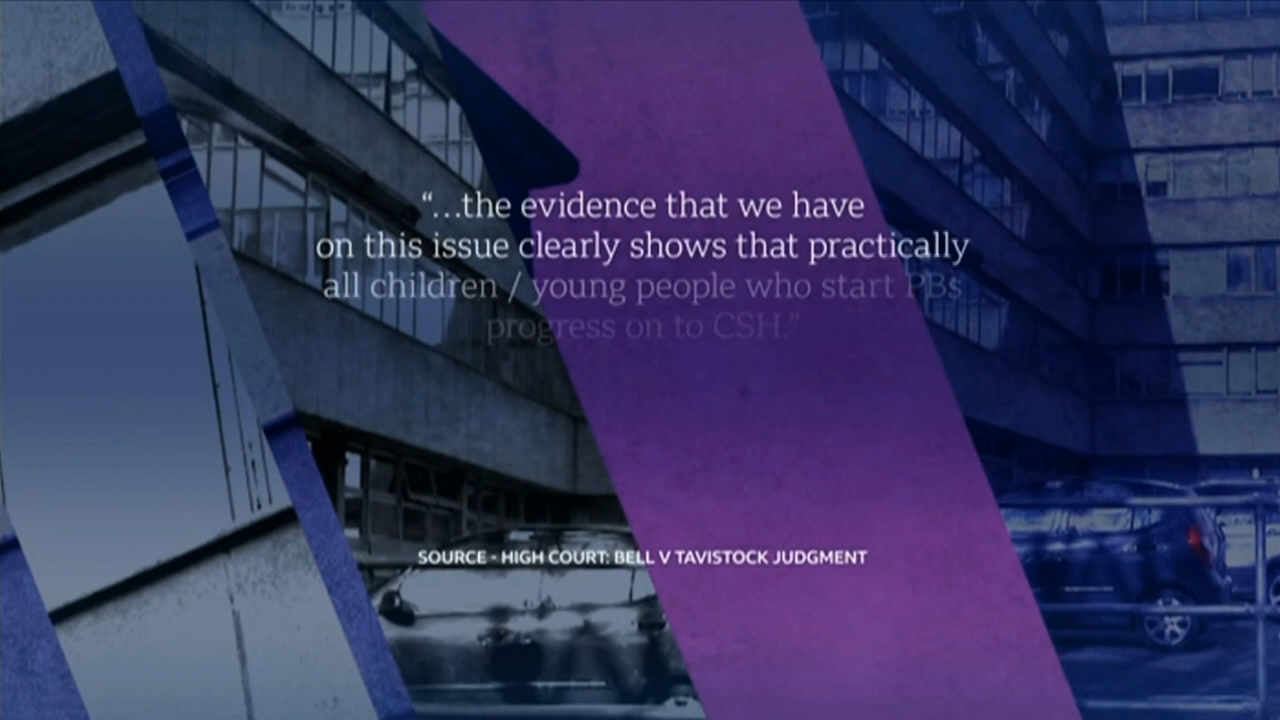 “…the evidence that we have
on this issue clearly shows that practically
all children / young people who start PBs
progress on to CSH.”
SOURCE - HIGH COURT: BELL V TAVISTOCK JUDGMENT